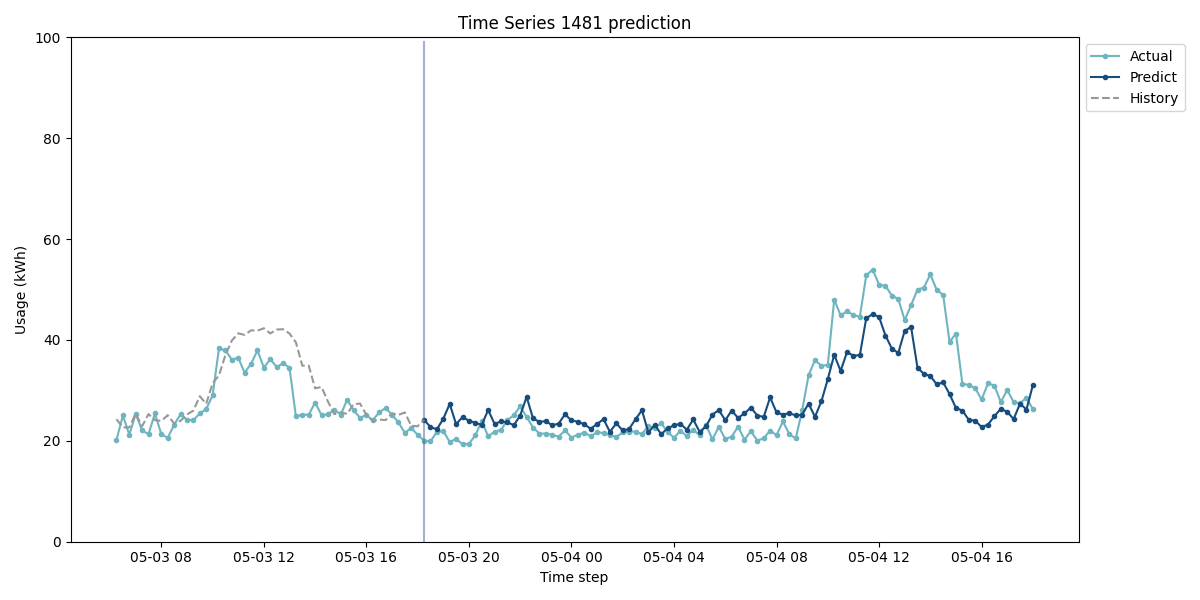 Time Series 1481 prediction
100
80
60
40
20
0
Usage (kWh)
05-03 08
05-03 12
05-03 16
05-03 20
05-04 00
05-04 04
05-04 08
05-04 12
05-04 16
Time step
Actual
Predict
History